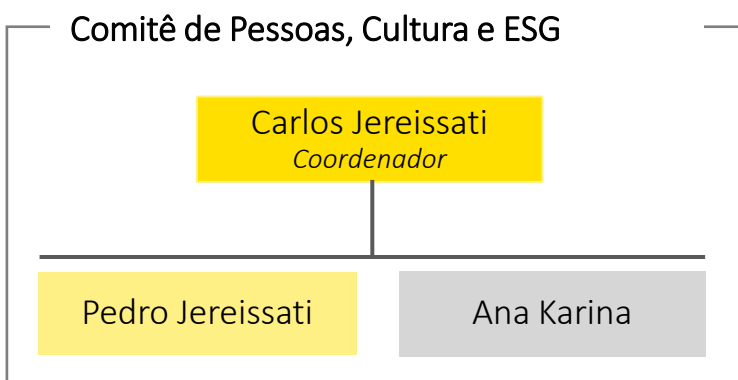 Comitê de Pessoas, Cultura e ESG
Carlos Jereissati
Coordenador
Pedro Jereissati
Ana Karina